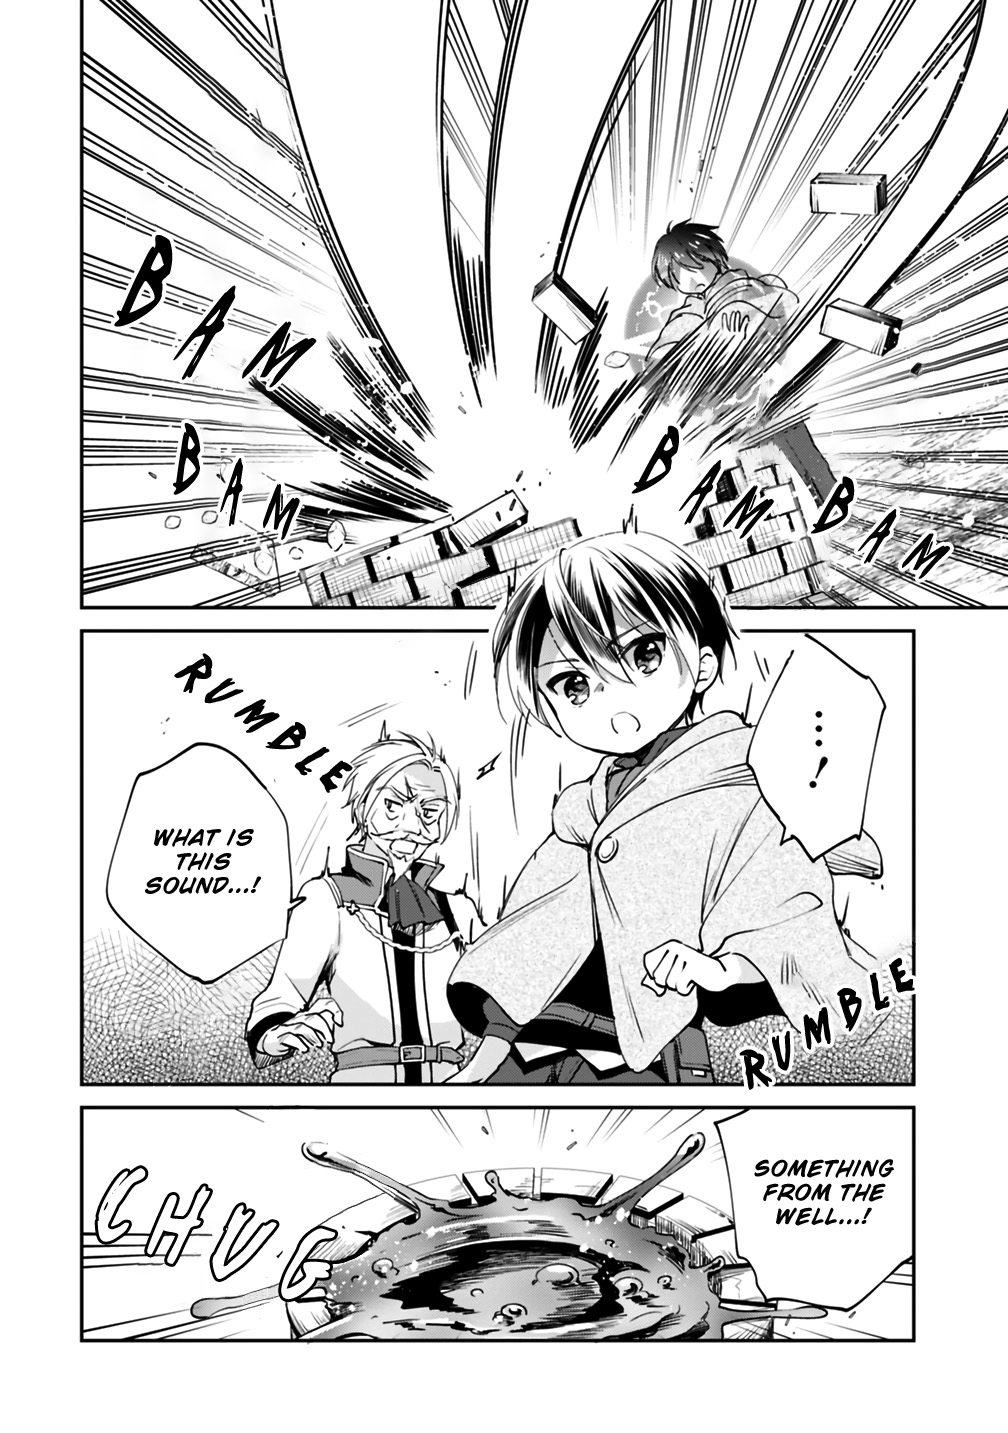 BAM
BAM
BAM
BAM
...!
RUMBLE
WHAT IS
THIS
SOUND...!
RUMBLE
SOMETHING
FROM THE
WELL...!
CHUG